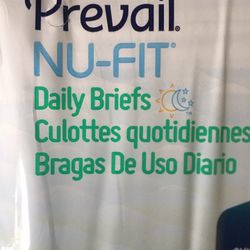 Prevail®
NU-FIT®
Daily Briefs
Culottes quotidiennes
Bragas De Uso Diario